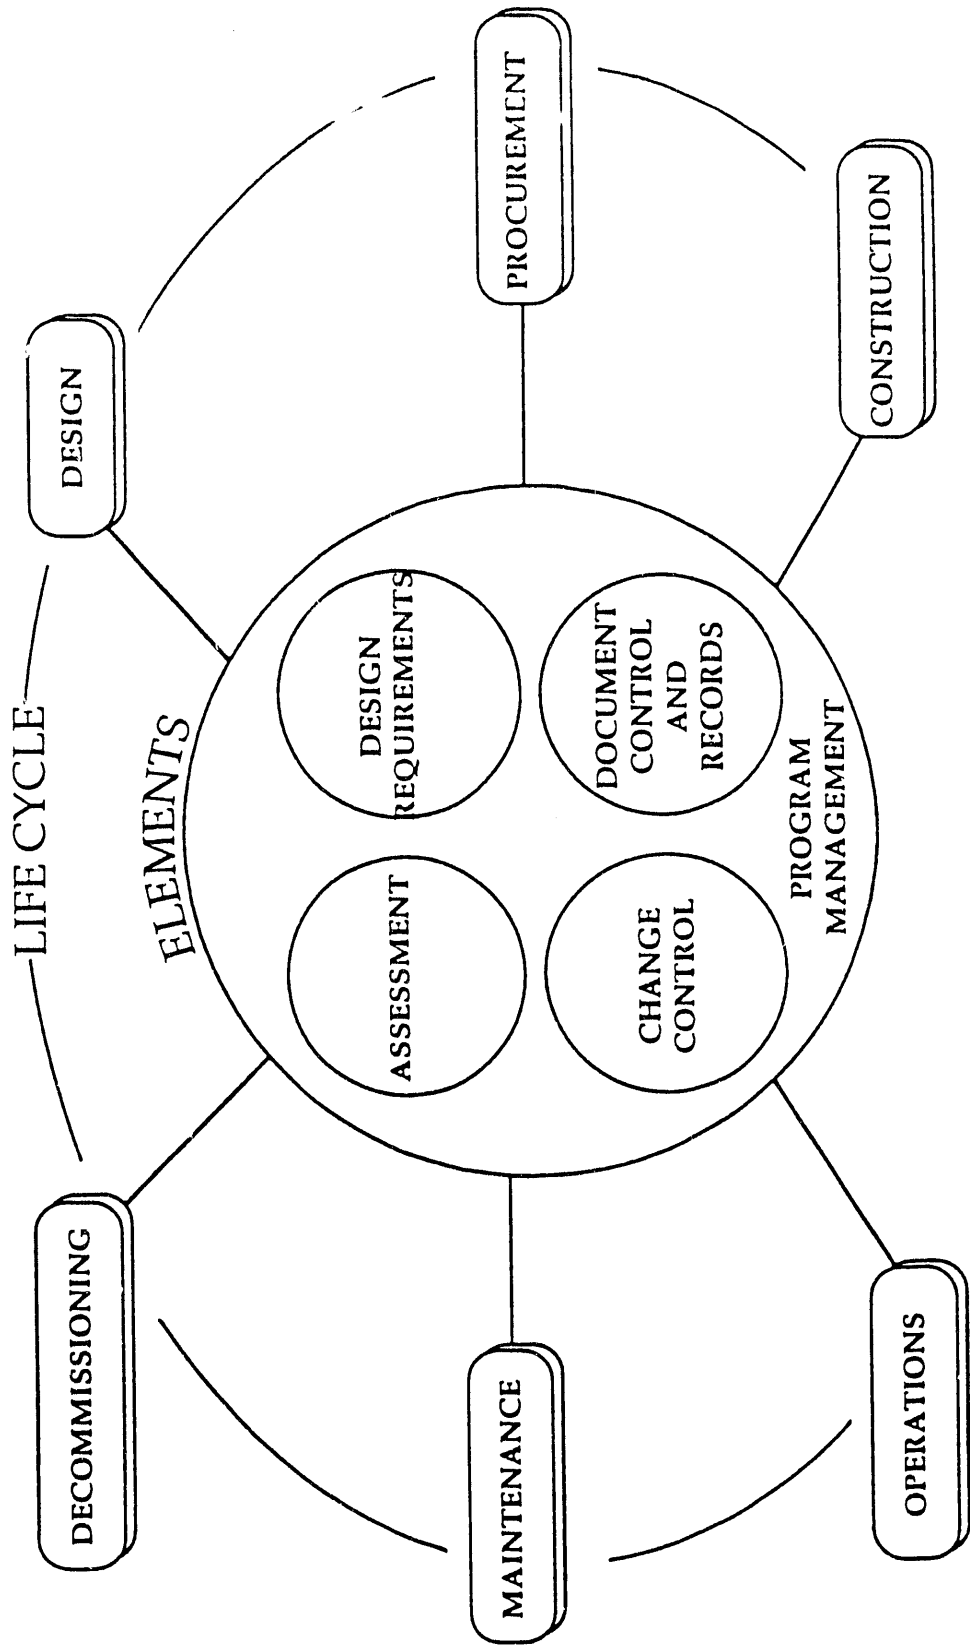 LIFE CYCLE
ELEMENTS
DECOMMISSIONING
DESIGN
ASSESSMENT
DESIGN
REQUIREMENTS
MAINTENANCE
PROCUREMENT
CHANGE
CONTROL
DOCUMENT
CONTROL
AND
RECORDS
PROGRAM
MANAGEMENT
OPERATIONS
CONSTRUCTION